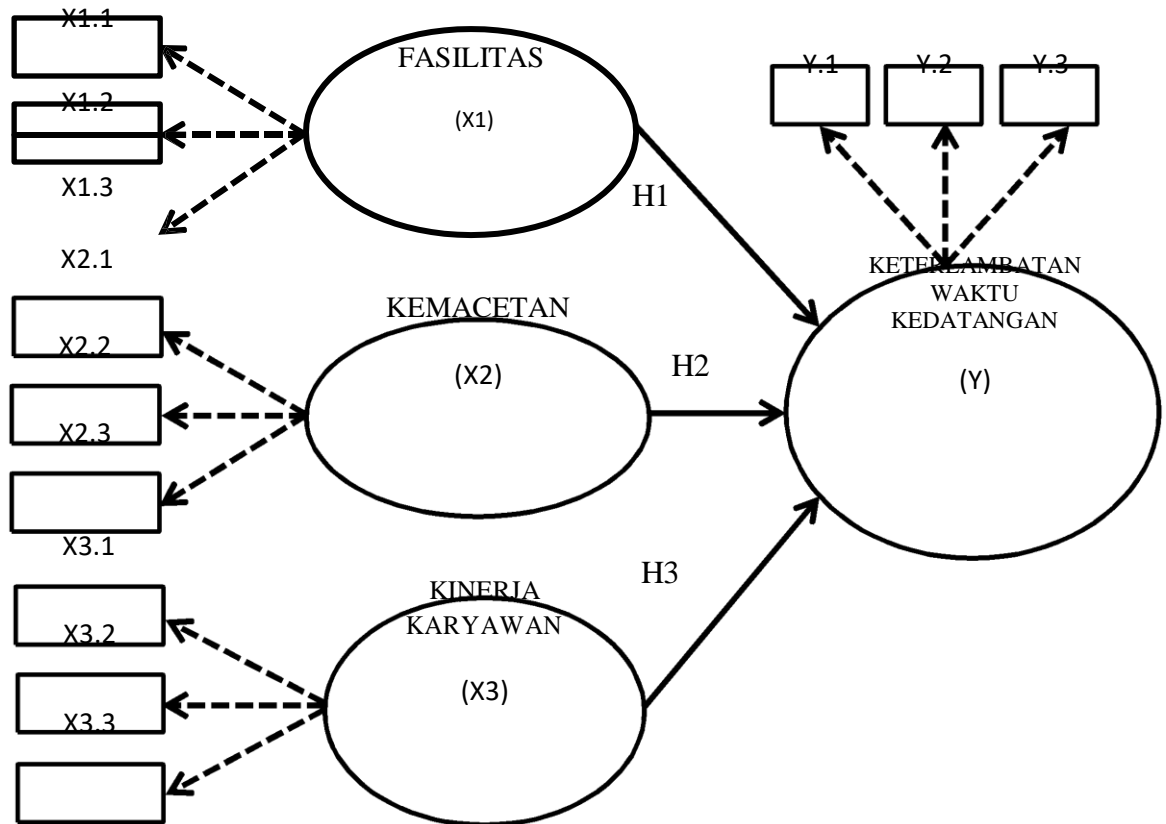 X1.1
X1.2
X1.3
X2.1
X2.2
X2.3
X3.1
X3.2
X3.3
FASILITAS
(X1)
KEMACETAN
(X2)
KINERJA
KARYAWAN
(X3)
H1
H2
H3
Y.1 Y.2 Y.3
KETERLAMBATAN
WAKTU
KEDATANGAN
(Y)